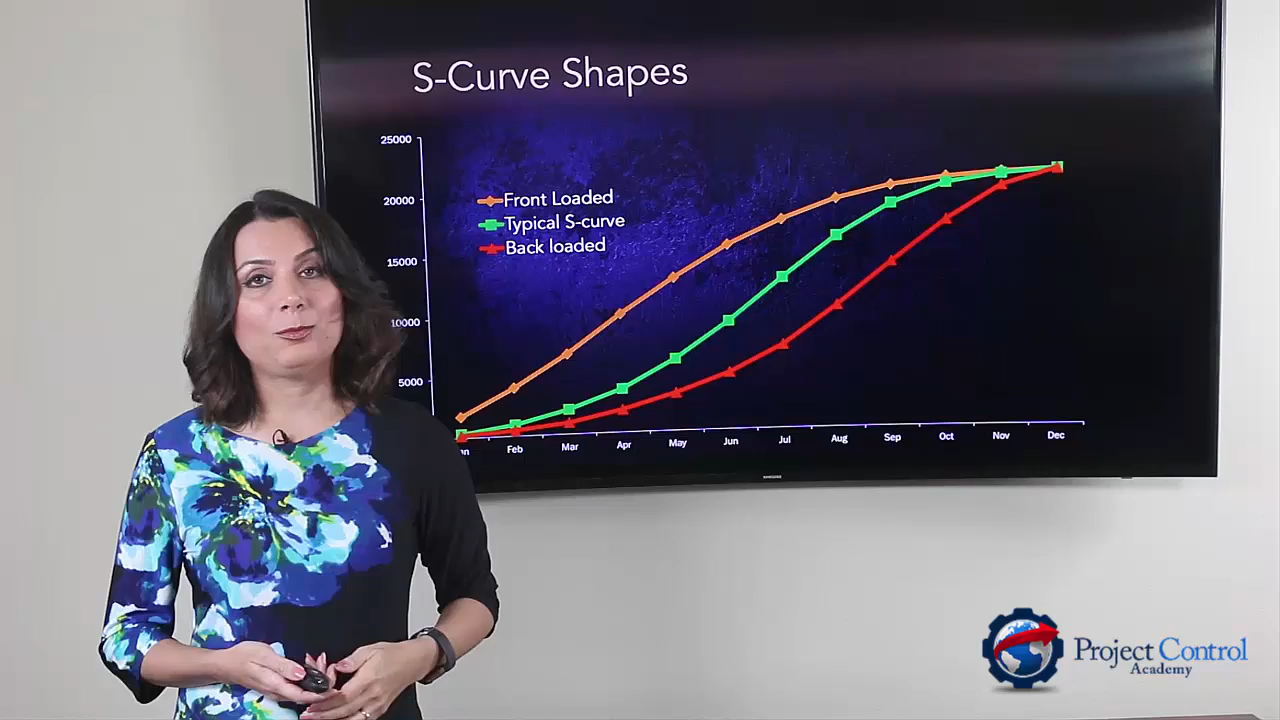 S-Curve Shapes
25000
20000
15000
10000
5000
Front Loaded
Typical S-curve
Back loaded
Feb Mar Apr May Jun Jul Aug Sep Oct Nov Dec
SAMSUNG
Project Control
Academy